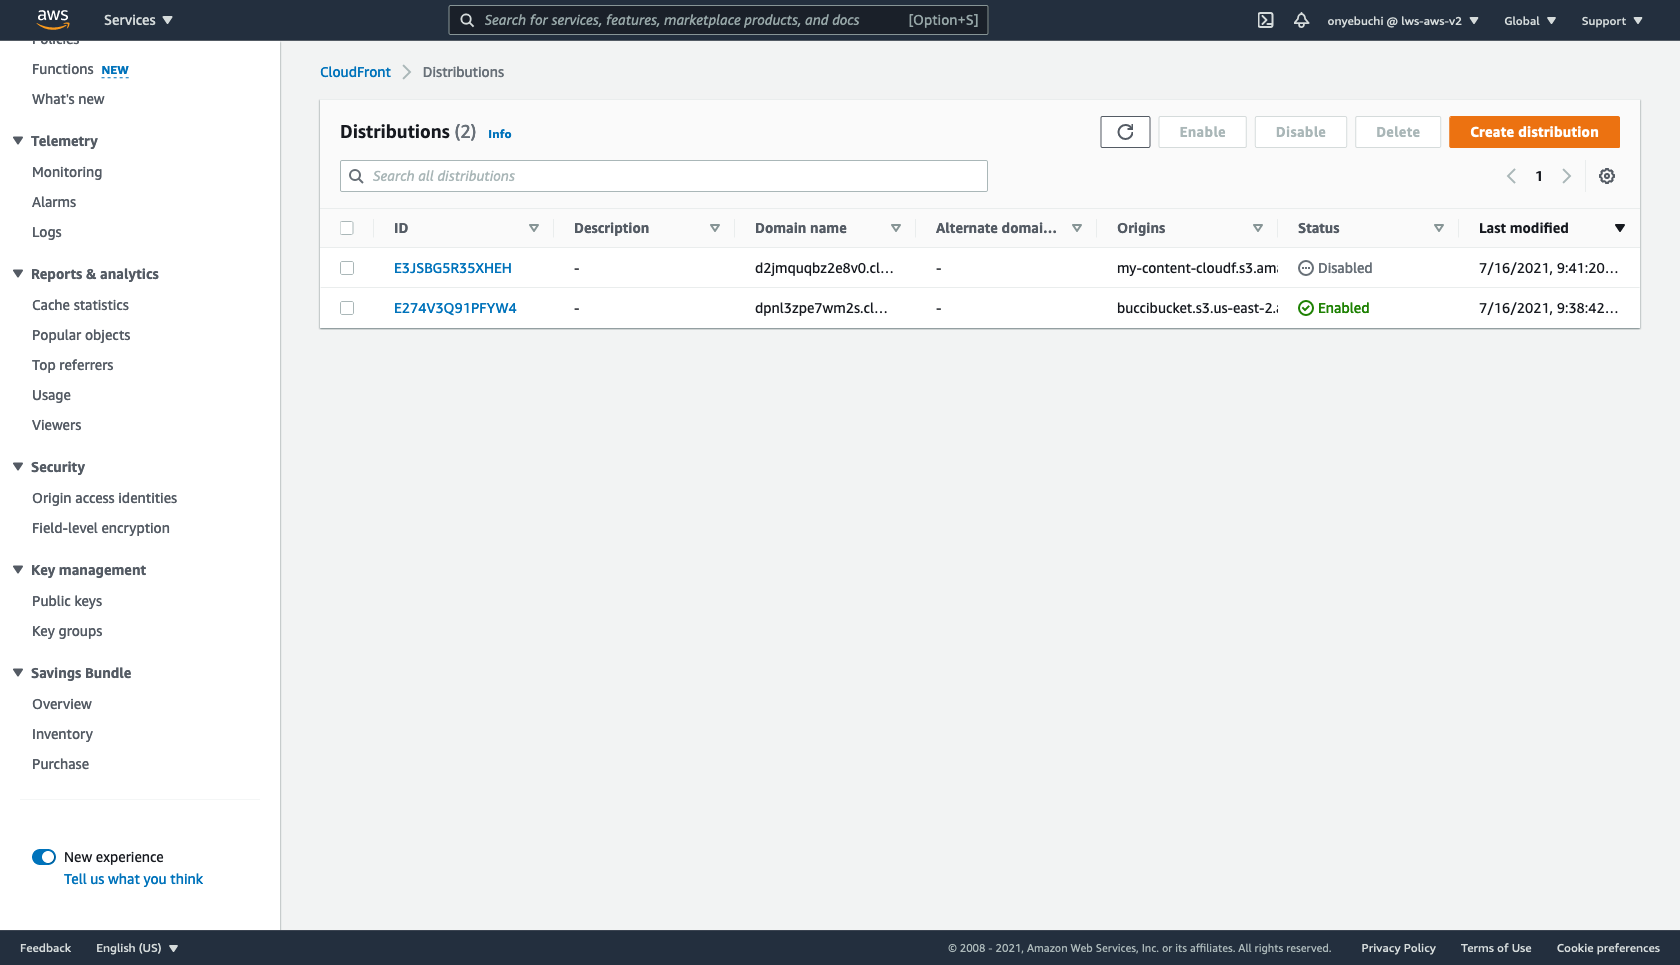 aws Services Search for services, features, marketplace products, and docs [Option+S] onyebuchi @ lws-aws-v2 Global Support
Policies
Functions NEW
What's new
Telemetry
Monitoring
Alarms
Logs
Reports & analytics
Cache statistics
Popular objects
Top referrers
Usage
Viewers
Security
Origin access identities
Field-level encryption
Key management
Public keys
Key groups
Savings Bundle
Overview
Inventory
Purchase
New experience
Tell us what you think
CloudFront Distributions
Distributions (2) Info Enable Disable Delete Create distribution
Search all distributions 1
ID Description Domain name Alternate domai... Origins Status Last modified
E3JSBG5R35XHEH - d2jmquqbz2e8v0.cl... - my-content-cloudf.s3.ama Disabled 7/16/2021, 9:41:20...
E274V3Q91PFYW4 - dpnl3zpe7wm2s.cl... - buccibucket.s3.us-east-2.a Enabled 7/16/2021, 9:38:42...
Feedback English (US) © 2008 - 2021, Amazon Web Services, Inc. or its affiliates. All rights reserved. Privacy Policy Terms of Use Cookie preferences